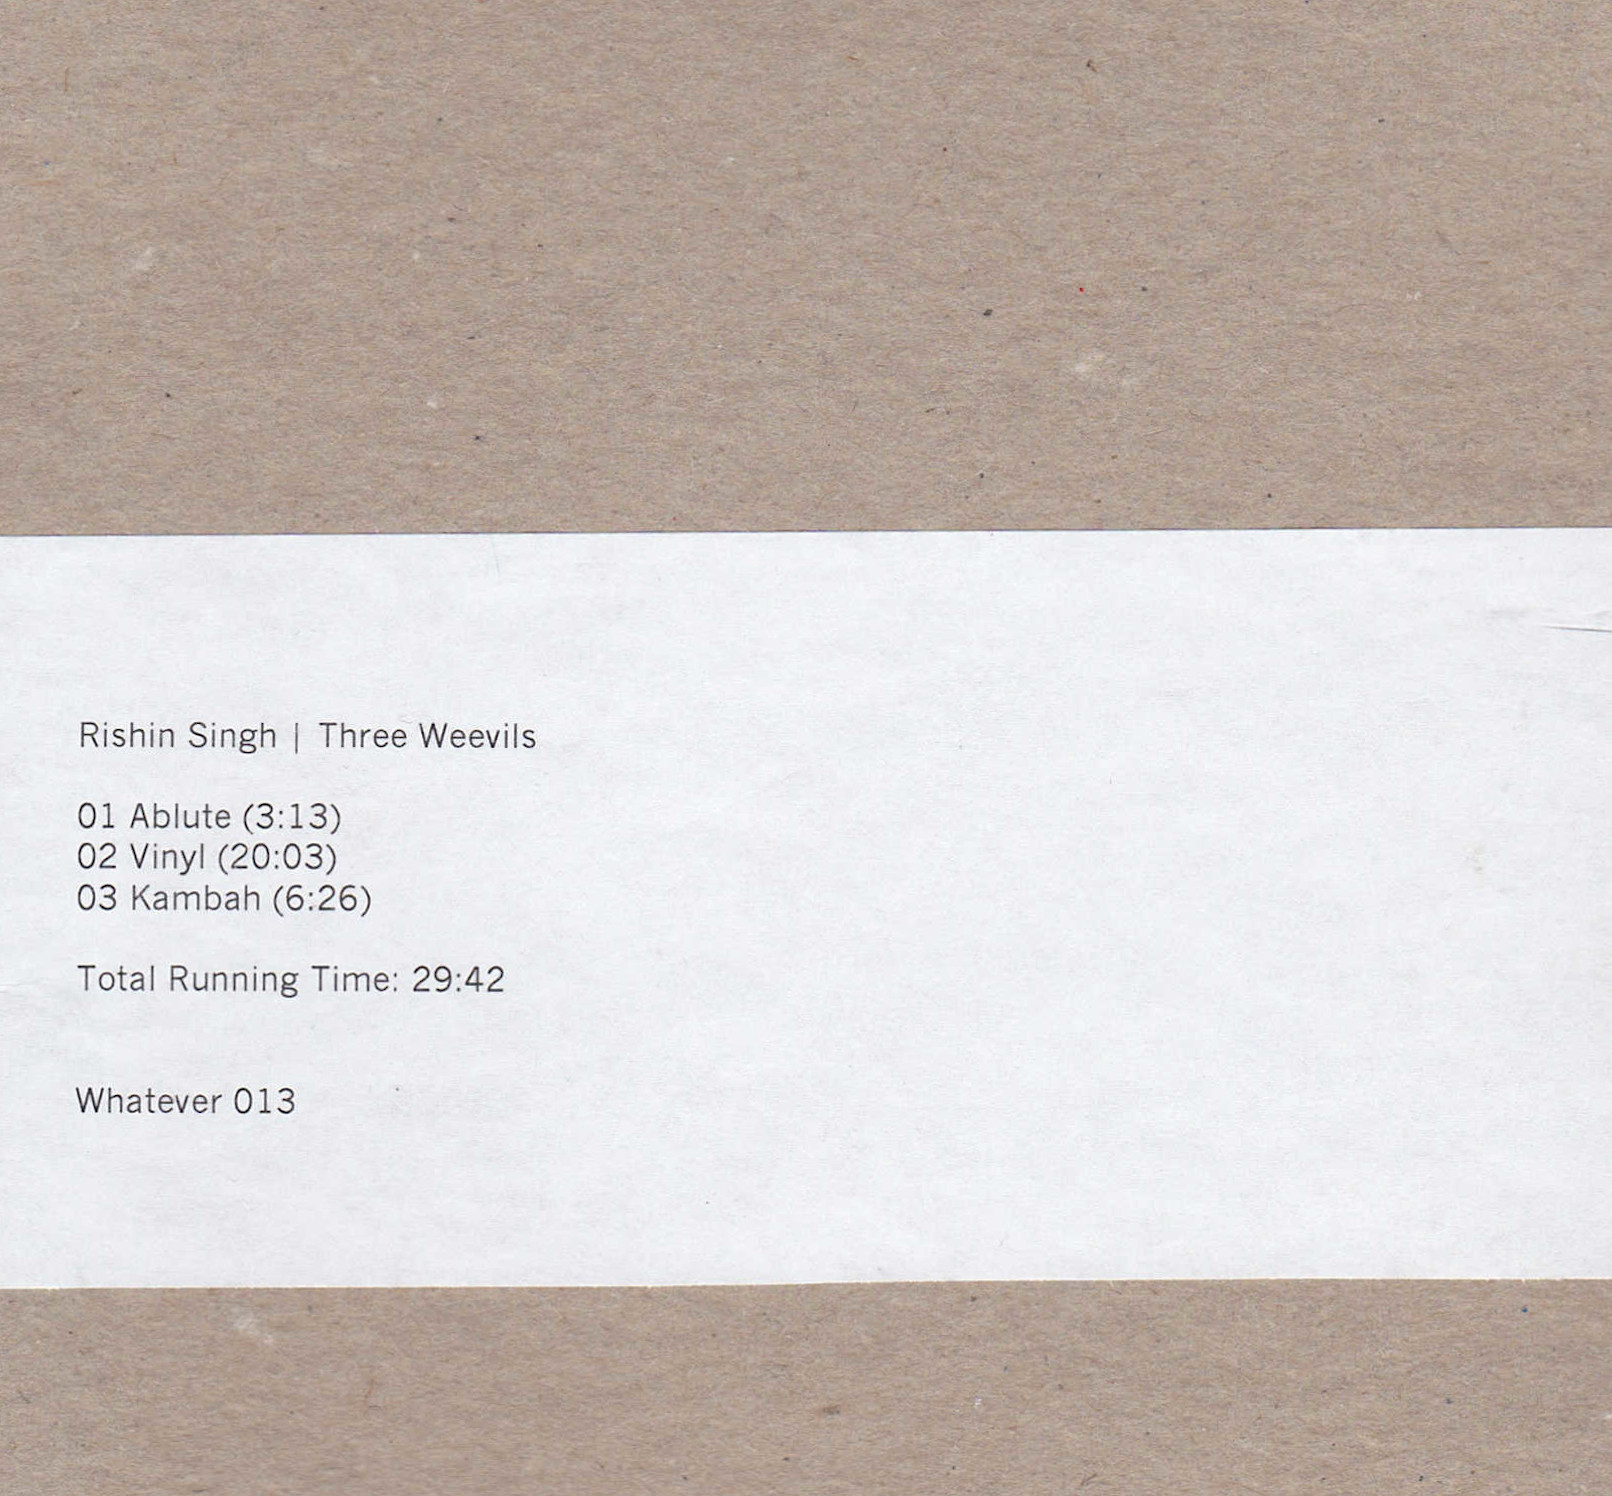 Rishin Singh | Three Weevils
01 Ablute (3:13)
02 Vinyl (20:03)
03 Kambah (6:26)
Total Running Time: 29:42
Whatever 013